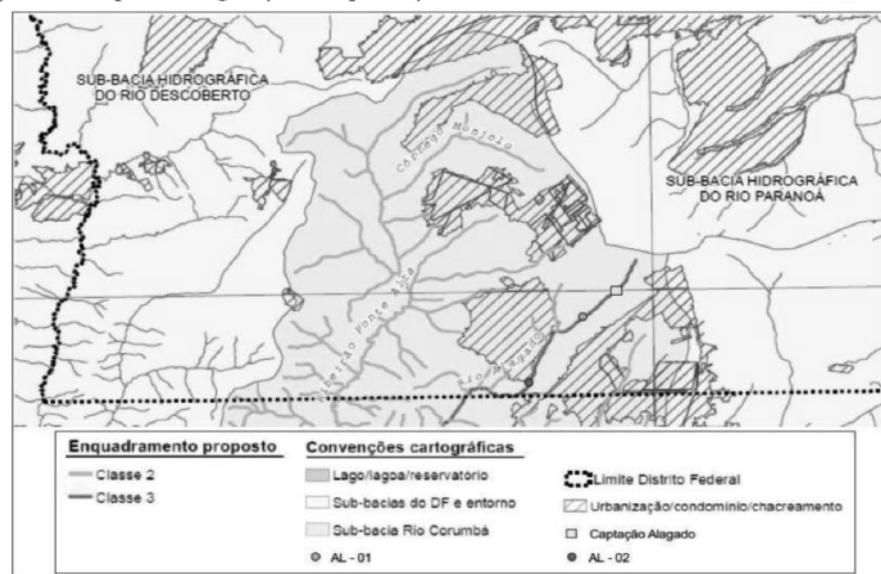 SUB-BACIA HIDROGRÁFICA
DO RIO DESCOBERTO
Córrego Monjolo
SUB-BACIA HIDROGRÁFICA
DO RIO PARANOÁ
Ribeirão Ponte Alta
Rio Alagado
Enquadramento proposto
Classe 2
Classe 3
Convenções cartográficas
Lago/lagoa/reservatório
Sub-bacias do DF e entorno
Sub-bacia Rio Corumbá
AL - 01
Limite Distrito Federal
Urbanização/condomínio/chacreamento
Captação Alagado
AL - 02